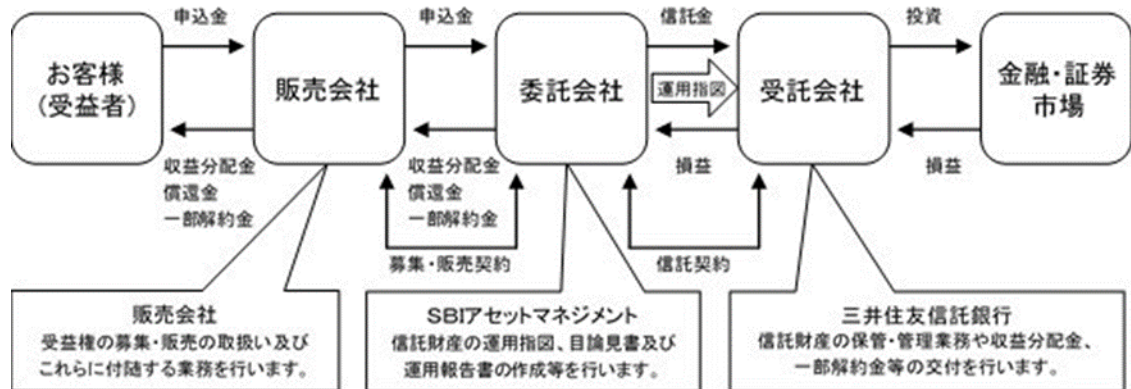 申込金
申込金
信託金
投資
お客様
（受益者）
販売会社
委託会社
運用指図
受託会社
金融・証券
市場
収益分配金
償還金
一部解約金
収益分配金
償還金
一部解約金
損益
損益
募集・販売契約
信託契約
販売会社
受益権の募集・販売の取扱い及び
これらに付随する業務を行います。
SBIアセットマネジメント
信託財産の運用指図、目論見書及び
運用報告書の作成等を行います。
三井住友信託銀行
信託財産の保管・管理業務や収益分配金、
一部解約金等の交付を行います。